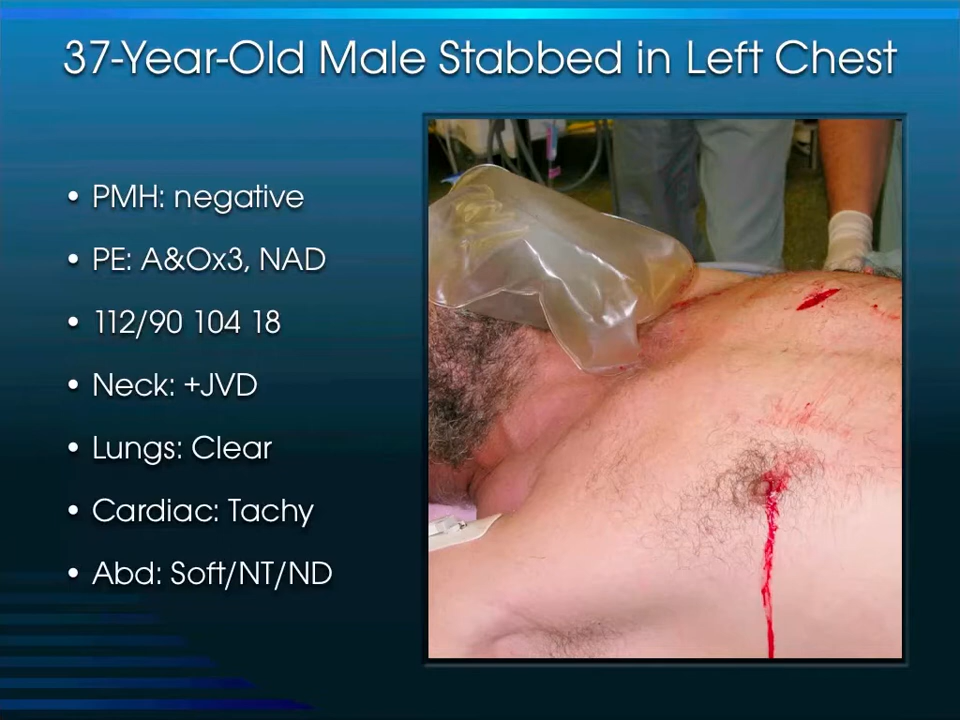 37-Year-Old Male Stabbed in Left Chest
• PMH: negative
• PE: A&Ox3, NAD
• 112/90 104 18
• Neck: +JVD
• Lungs: Clear
• Cardiac: Tachy
• Abd: Soft/NT/ND